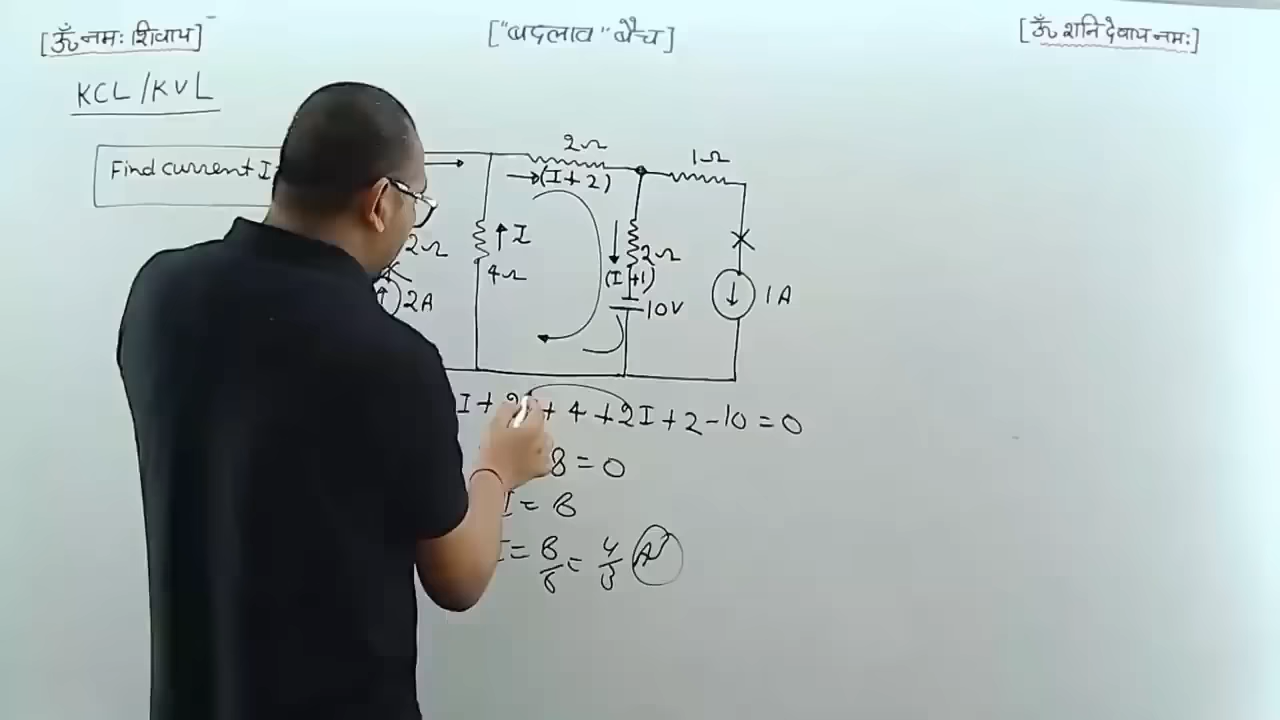 [ॐ नमः शिवाय]
["बदलाव" बैच]
[ॐ शनि देवाय नमः]
KCL/KVL
Find current I
2Ω
1Ω
(I+2)
I
4Ω
2Ω
2A
2Ω
(I+1)
10V
1A
I + 2 + 4 + 2I + 2 - 10 = 0
8 = 0
I = 8
I = 8/6 = 4/3 A